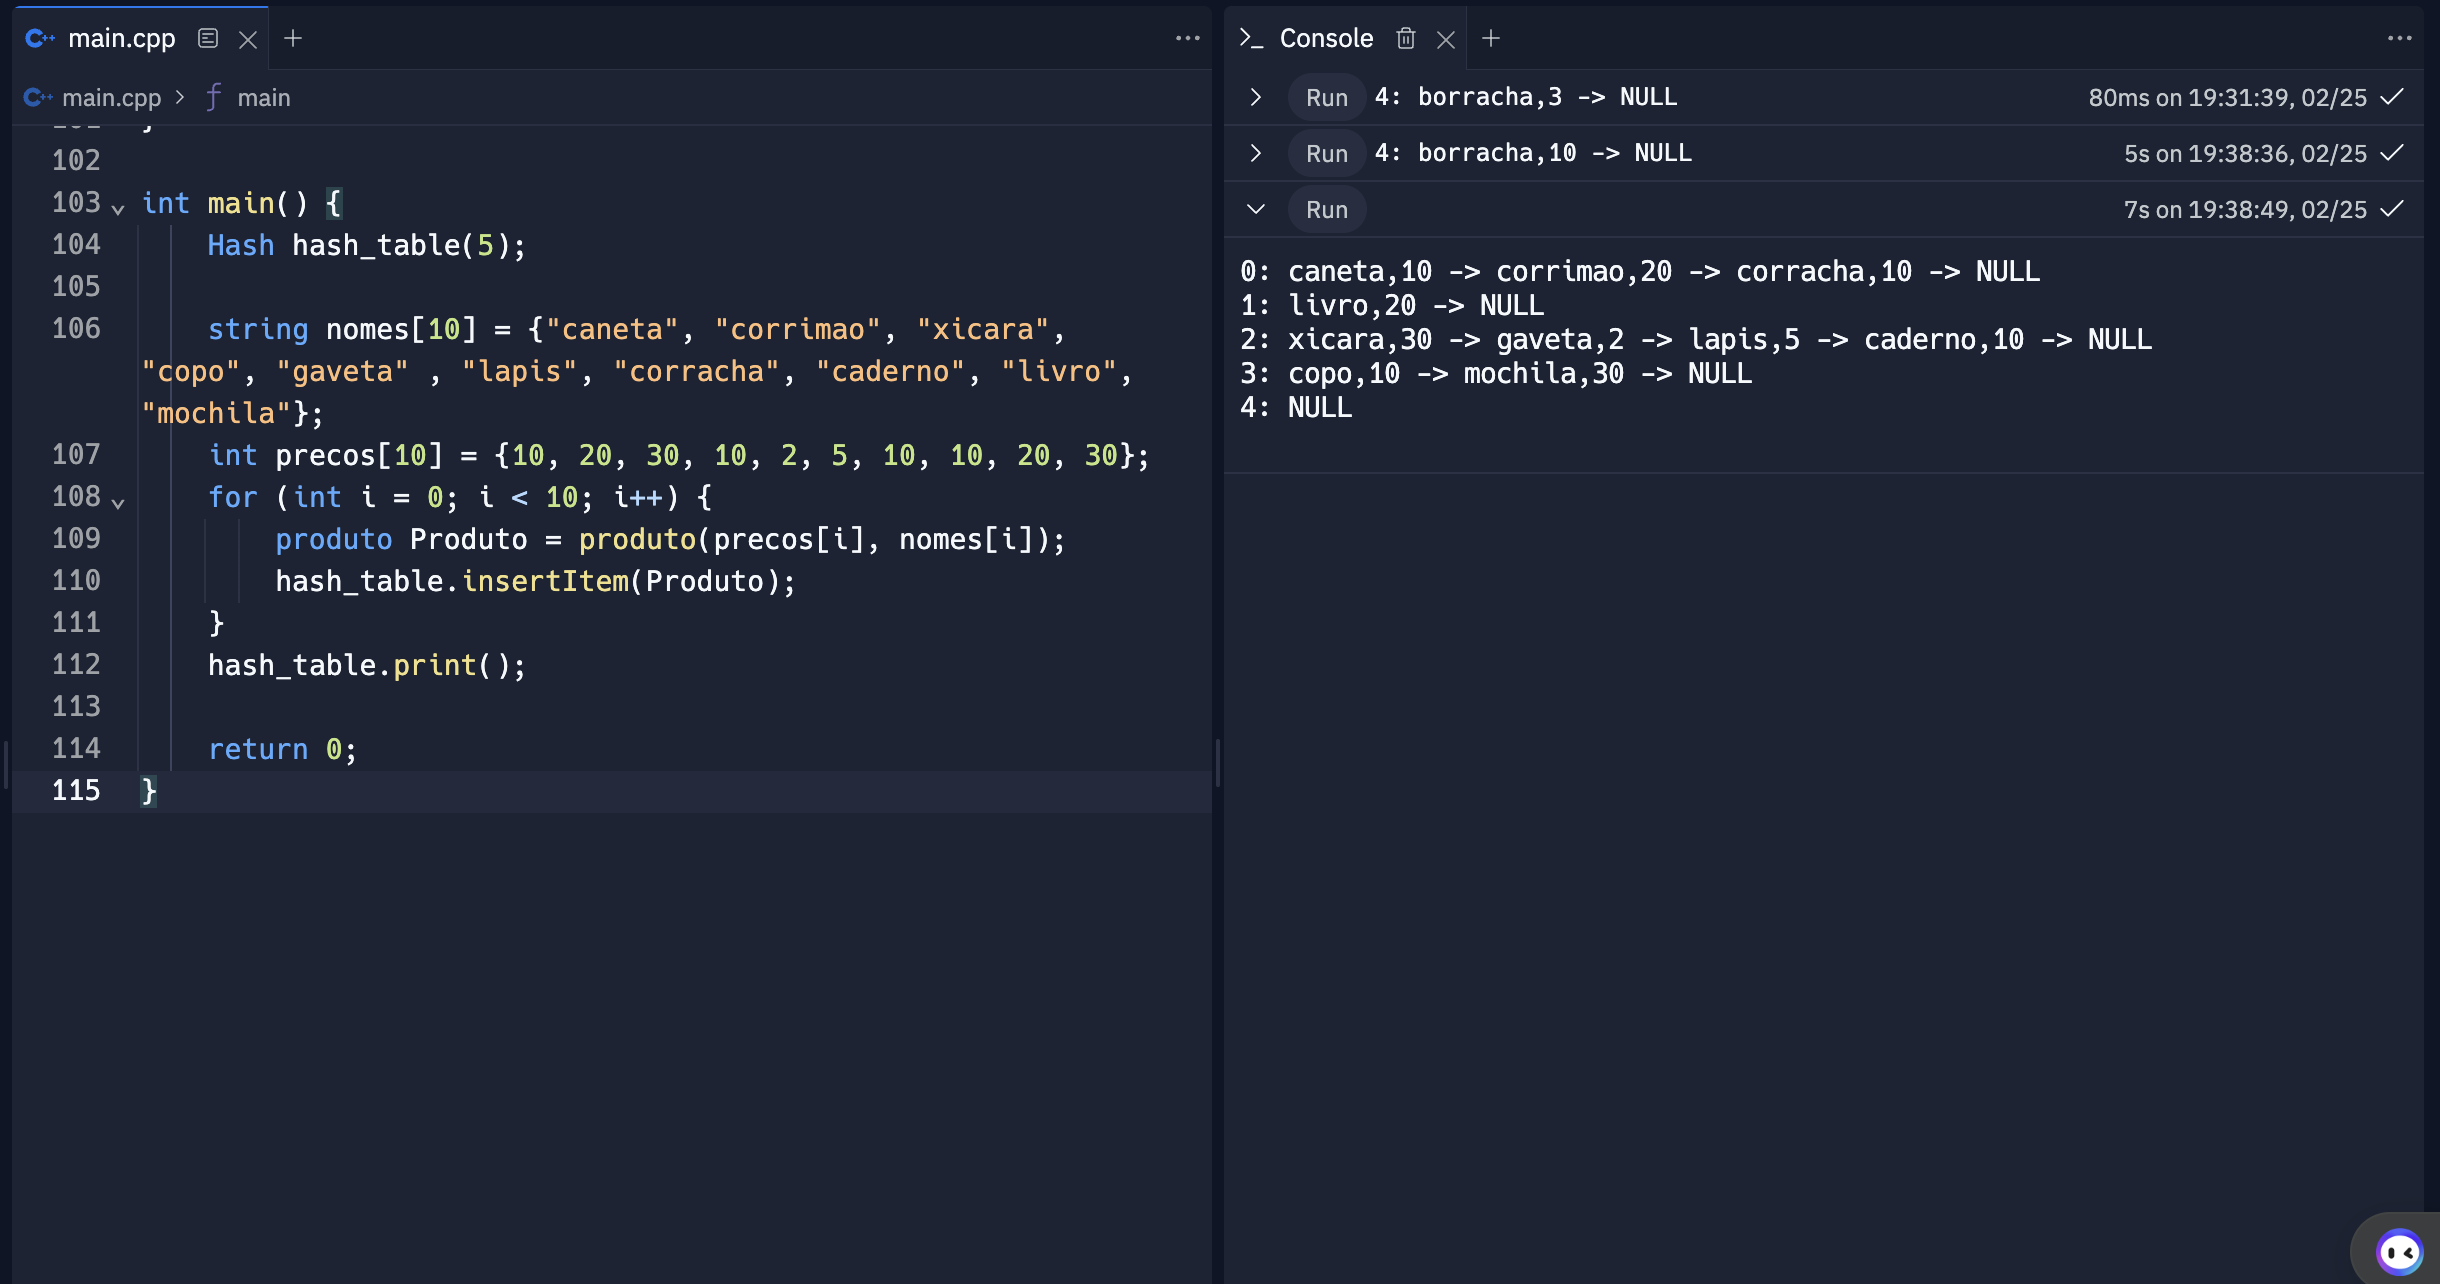 main.cpp
main.cpp > main
102
103 int main() {
104 Hash hash_table(5);
105
106 string nomes[10] = {"caneta", "corrimao", "xicara",
"copo", "gaveta" , "lapis", "corracha", "caderno", "livro",
"mochila"};
107 int precos[10] = {10, 20, 30, 10, 2, 5, 10, 10, 20, 30};
108 for (int i = 0; i < 10; i++) {
109 produto Produto = produto(precos[i], nomes[i]);
110 hash_table.insertItem(Produto);
111 }
112 hash_table.print();
113
114 return 0;
115 }
Console
Run 4: borracha,3 -> NULL 80ms on 19:31:39, 02/25
Run 4: borracha,10 -> NULL 5s on 19:38:36, 02/25
Run 7s on 19:38:49, 02/25
0: caneta,10 -> corrimao,20 -> corracha,10 -> NULL
1: livro,20 -> NULL
2: xicara,30 -> gaveta,2 -> lapis,5 -> caderno,10 -> NULL
3: copo,10 -> mochila,30 -> NULL
4: NULL